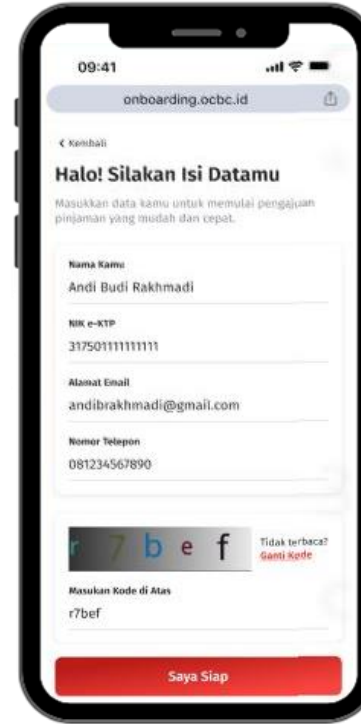 09:41
onboarding.ocbc.id
Kembali
Halo! Silakan Isi Datamu
Masukkan data kamu untuk memulai pengajuan
pinjaman yang mudah dan cepat.
Nama Kamu
Andi Budi Rakhmadi
NIK e-KTP
317501111111111
Alamat Email
andibrakhmadi@gmail.com
Nomor Telepon
081234567890
r 7 b e f
Tidak terbaca?
Ganti Kode
Masukan Kode di Atas
r7bef
Saya Siap